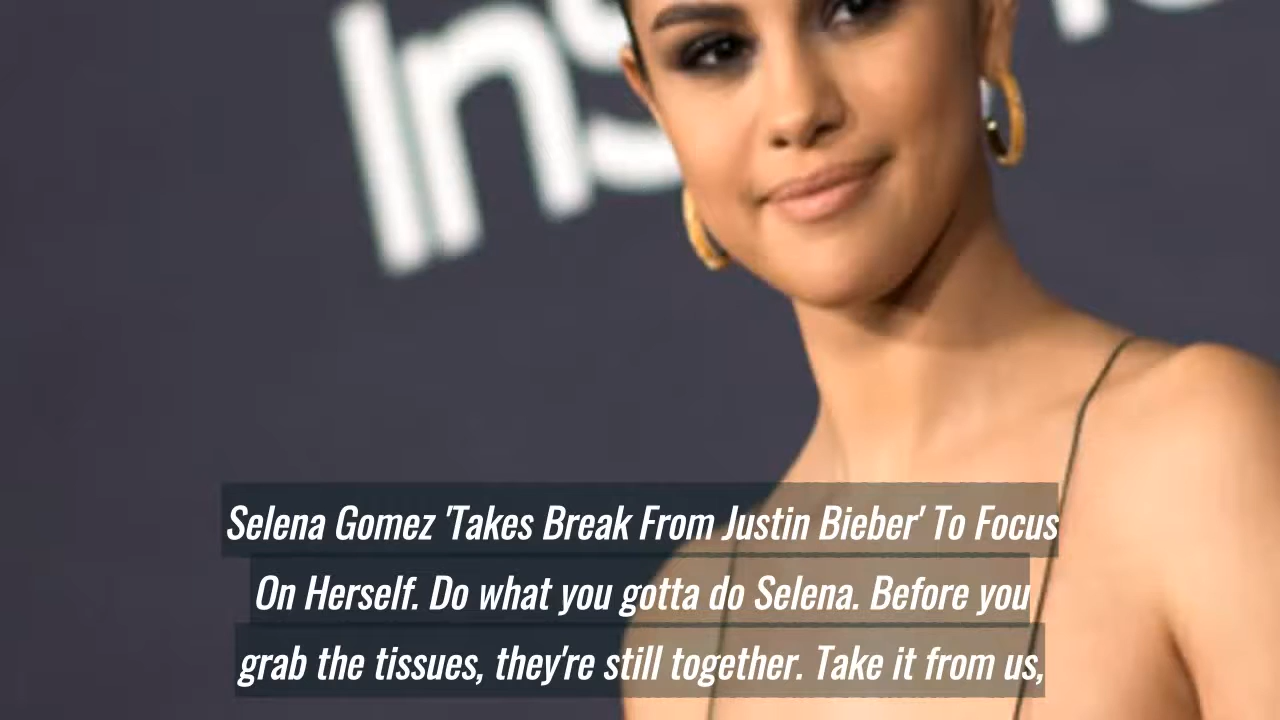 InS
Selena Gomez 'Takes Break From Justin Bieber' To Focus
On Herself. Do what you gotta do Selena. Before you
grab the tissues, they're still together. Take it from us,